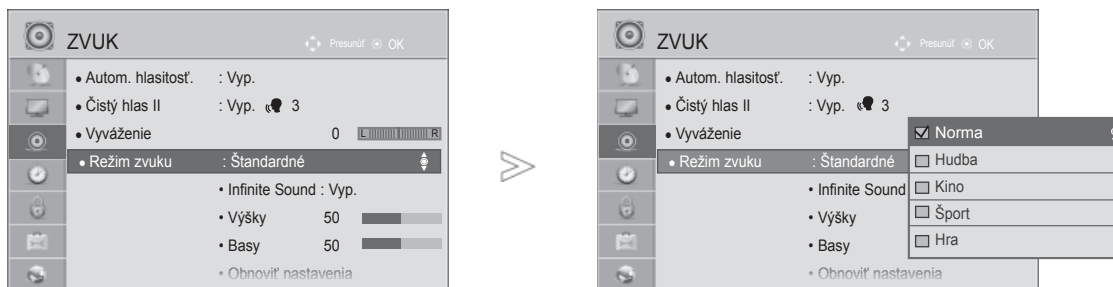 ZVUK
Presunúť OK
• Autom. hlasitosť. : Vyp.
• Čistý hlas II : Vyp. 3
• Vyváženie 0 L R
• Režim zvuku : Štandardné
• Infinite Sound : Vyp.
• Výšky 50
• Basy 50
• Obnoviť nastavenia
ZVUK
Presunúť OK
• Autom. hlasitosť. : Vyp.
• Čistý hlas II : Vyp. 3
• Vyváženie
• Režim zvuku : Štandardné
• Infinite Sound
• Výšky
• Basy
• Obnoviť nastavenia
Norma
Hudba
Kino
Šport
Hra